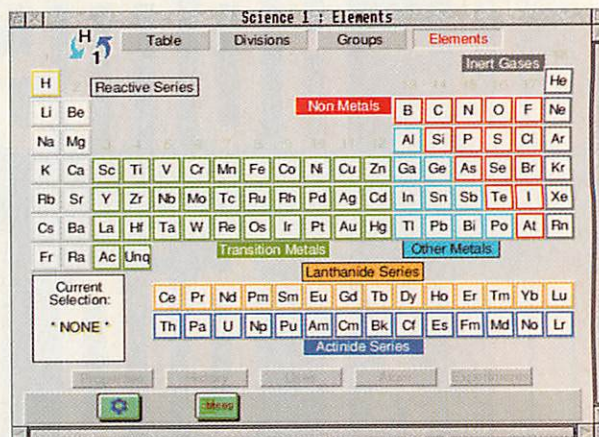 Science 1 : Elements
H 1 Table Divisions Groups Elements
Inert Gases
H Reactive Series He
Li Be Non Metals B C N O F Ne
Na Mg Al Si P S Cl Ar
K Ca Sc Ti V Cr Mn Fe Co Ni Cu Zn Ga Ge As Se Br Kr
Rb Sr Y Zr Nb Mo Tc Ru Rh Pd Ag Cd In Sn Sb Te I Xe
Cs Ba La Hf Ta W Re Os Ir Pt Au Hg Tl Pb Bi Po At Rn
Fr Ra Ac Unq Transition Metals Other Metals
Lanthanide Series
Current
Selection:
* NONE *
Ce Pr Nd Pm Sm Eu Gd Tb Dy Ho Er Tm Yb Lu
Th Pa U Np Pu Am Cm Bk Cf Es Fm Md No Lr
Actinide Series